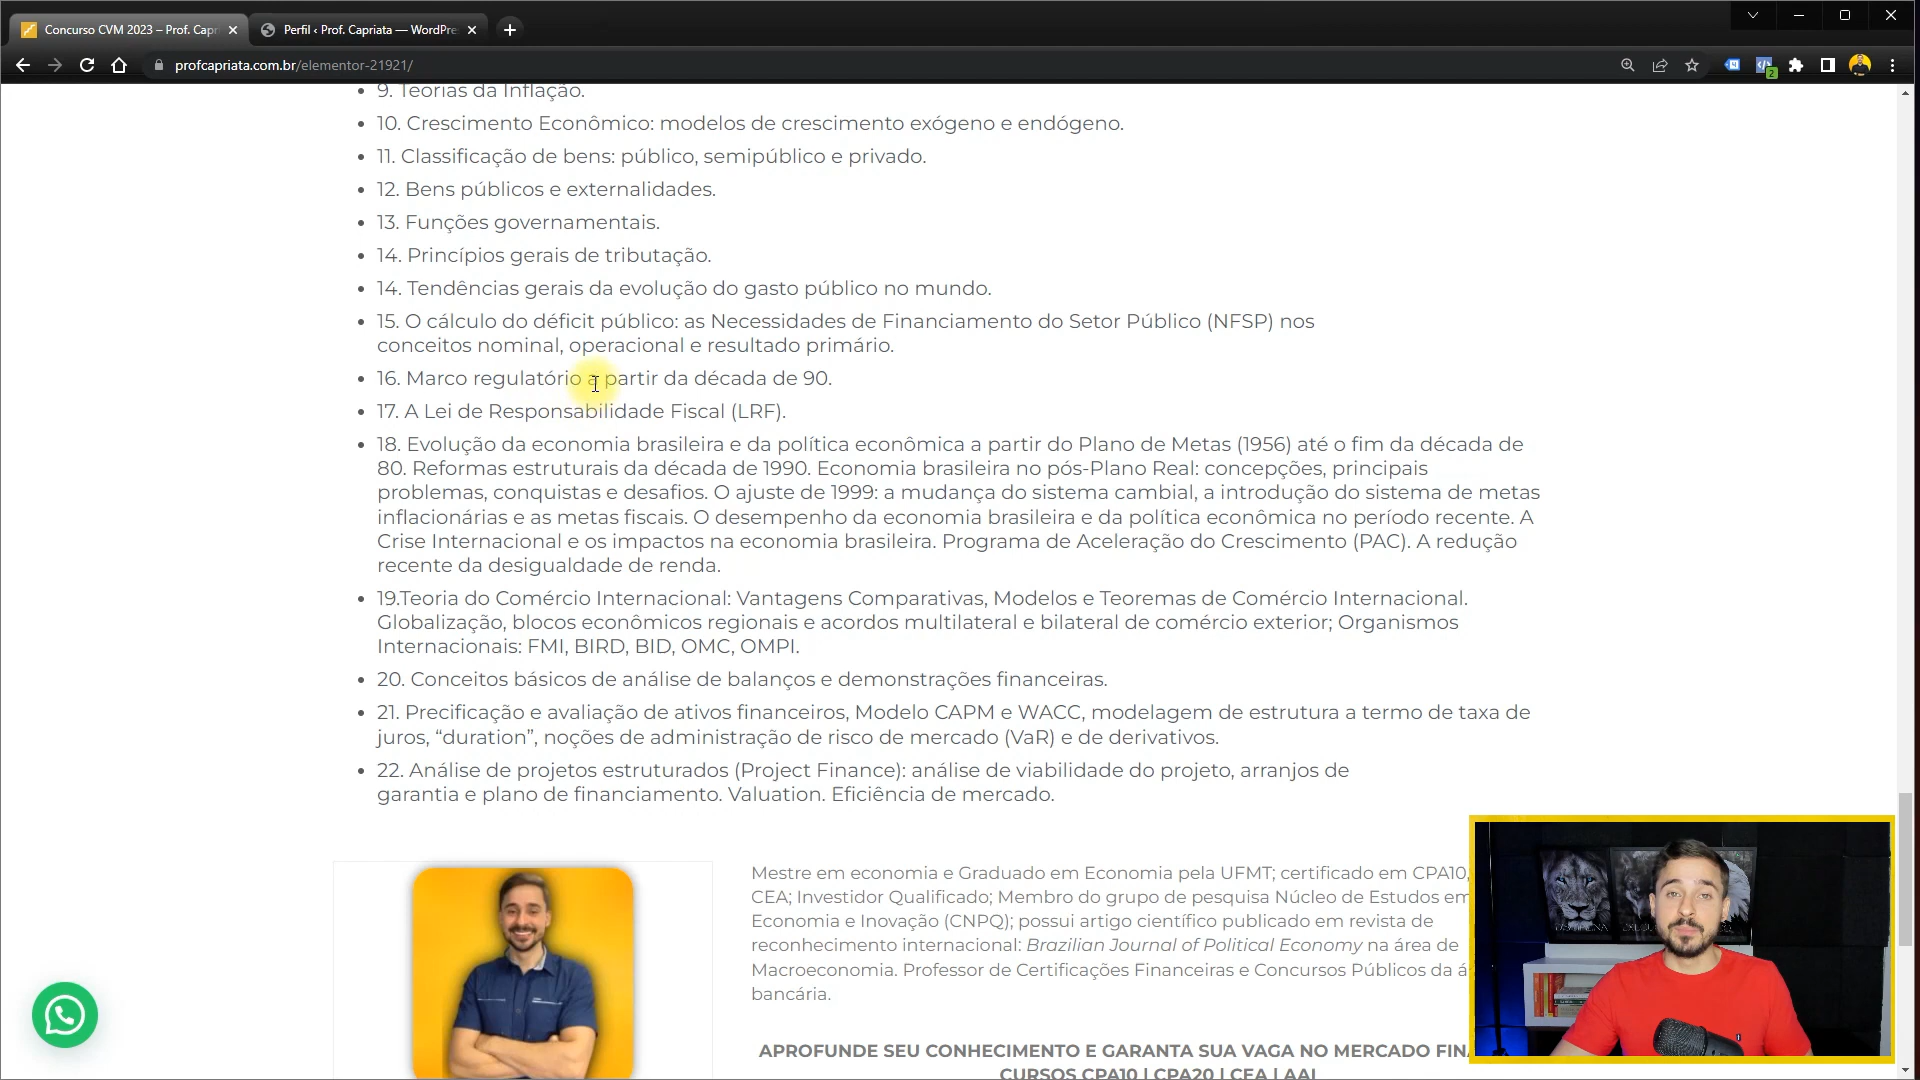 Concurso CVM 2023 – Prof. Capr
Perfil ‹ Prof. Capriata — WordPre
profcapriata.com.br/elementor-21921/
2
9. Teorias da Inflação.
10. Crescimento Econômico: modelos de crescimento exógeno e endógeno.
11. Classificação de bens: público, semipúblico e privado.
12. Bens públicos e externalidades.
13. Funções governamentais.
14. Princípios gerais de tributação.
14. Tendências gerais da evolução do gasto público no mundo.
15. O cálculo do déficit público: as Necessidades de Financiamento do Setor Público (NFSP) nos
conceitos nominal, operacional e resultado primário.
16. Marco regulatório a partir da década de 90.
17. A Lei de Responsabilidade Fiscal (LRF).
18. Evolução da economia brasileira e da política econômica a partir do Plano de Metas (1956) até o fim da década de
80. Reformas estruturais da década de 1990. Economia brasileira no pós-Plano Real: concepções, principais
problemas, conquistas e desafios. O ajuste de 1999: a mudança do sistema cambial, a introdução do sistema de metas
inflacionárias e as metas fiscais. O desempenho da economia brasileira e da política econômica no período recente. A
Crise Internacional e os impactos na economia brasileira. Programa de Aceleração do Crescimento (PAC). A redução
recente da desigualdade de renda.
19.Teoria do Comércio Internacional: Vantagens Comparativas, Modelos e Teoremas de Comércio Internacional.
Globalização, blocos econômicos regionais e acordos multilateral e bilateral de comércio exterior; Organismos
Internacionais: FMI, BIRD, BID, OMC, OMPI.
20. Conceitos básicos de análise de balanços e demonstrações financeiras.
21. Precificação e avaliação de ativos financeiros, Modelo CAPM e WACC, modelagem de estrutura a termo de taxa de
juros, “duration”, noções de administração de risco de mercado (VaR) e de derivativos.
22. Análise de projetos estruturados (Project Finance): análise de viabilidade do projeto, arranjos de
garantia e plano de financiamento. Valuation. Eficiência de mercado.
Mestre em economia e Graduado em Economia pela UFMT; certificado em CPA10,
CEA; Investidor Qualificado; Membro do grupo de pesquisa Núcleo de Estudos em
Economia e Inovação (CNPQ); possui artigo científico publicado em revista de
reconhecimento internacional: Brazilian Journal of Political Economy na área de
Macroeconomia. Professor de Certificações Financeiras e Concursos Públicos da á
bancária.
APROFUNDE SEU CONHECIMENTO E GARANTA SUA VAGA NO MERCADO FIN
CURSOS CPA10 | CPA20 | CEA | AAI